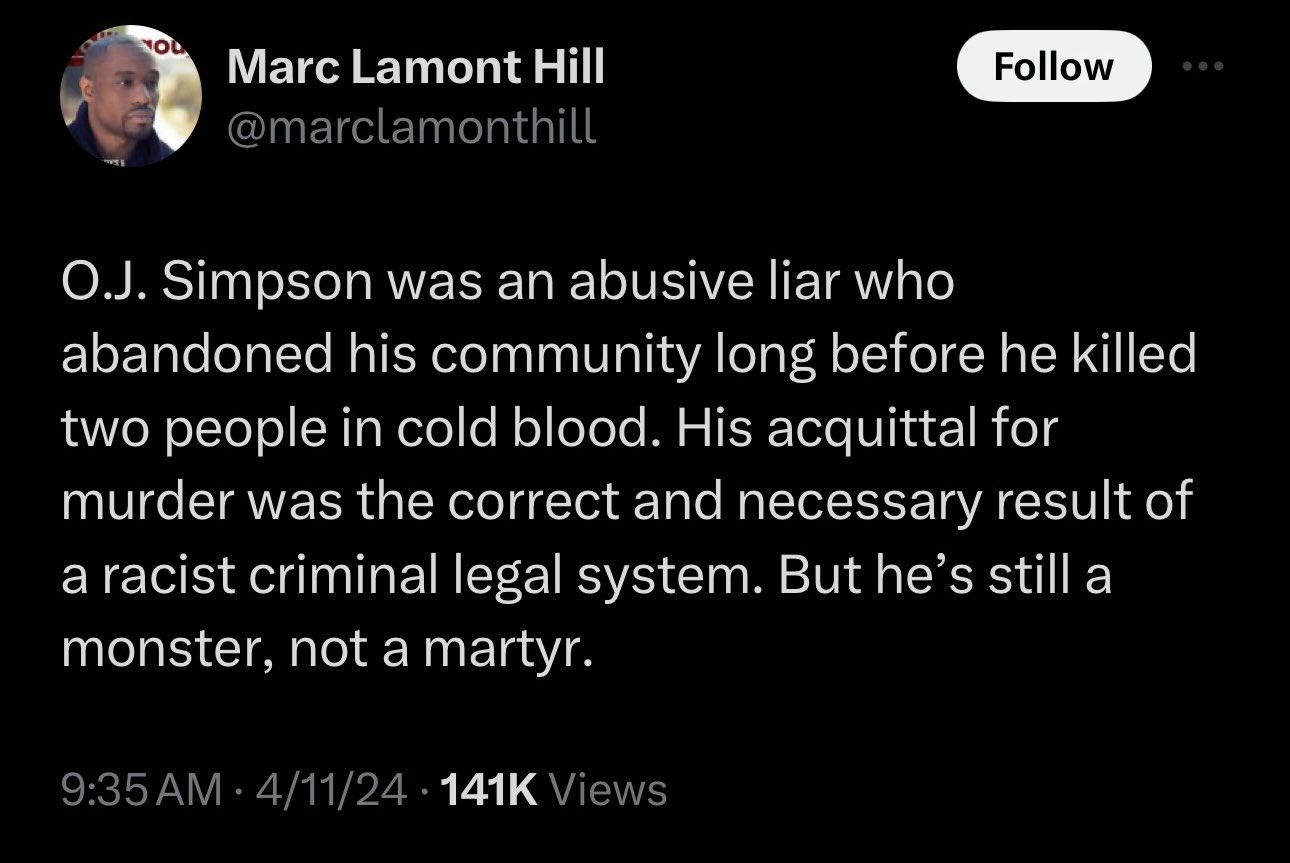 Marc Lamont Hill
@marclamonthill
Follow
O.J. Simpson was an abusive liar who
abandoned his community long before he killed
two people in cold blood. His acquittal for
murder was the correct and necessary result of
a racist criminal legal system. But he’s still a
monster, not a martyr.
9:35 AM · 4/11/24 · 141K Views